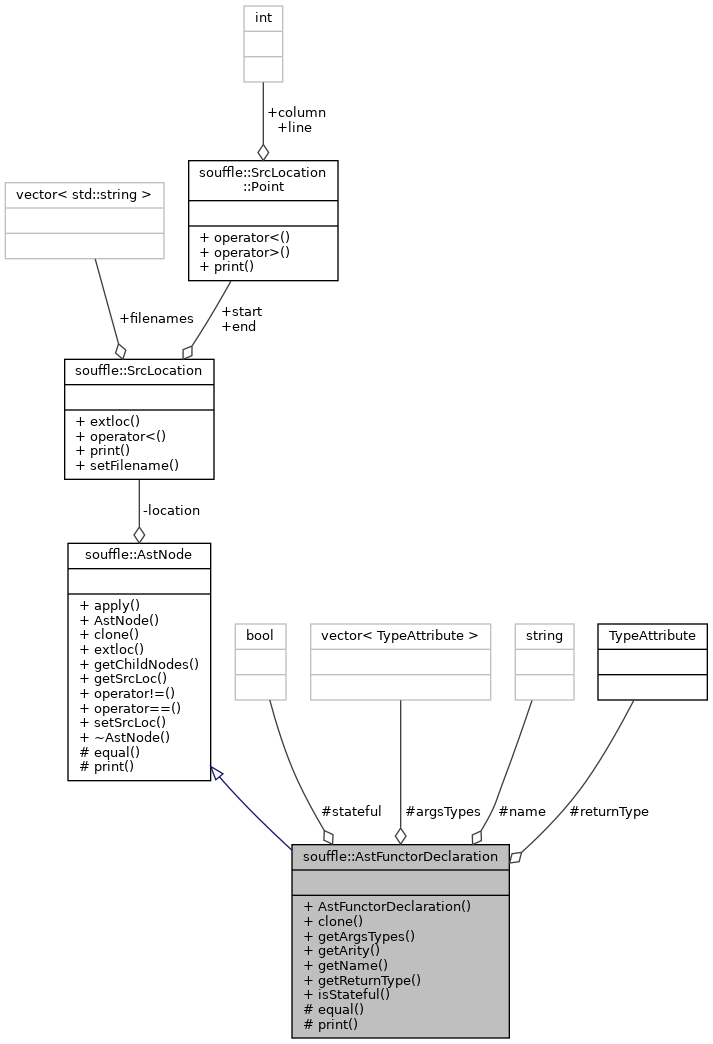 int
+column
+line
souffle::SrcLocation
::Point
+ operator<()
+ operator>()
+ print()
vector< std::string >
+filenames
+start
+end
souffle::SrcLocation
+ extloc()
+ operator<()
+ print()
+ setFilename()
-location
souffle::AstNode
+ apply()
+ AstNode()
+ clone()
+ extloc()
+ getChildNodes()
+ getSrcLoc()
+ operator!=()
+ operator==()
+ setSrcLoc()
+ ~AstNode()
# equal()
# print()
bool
vector< TypeAttribute >
string
TypeAttribute
#stateful
#argsTypes
#name
#returnType
souffle::AstFunctorDeclaration
+ AstFunctorDeclaration()
+ clone()
+ getArgsTypes()
+ getArity()
+ getName()
+ getReturnType()
+ isStateful()
# equal()
# print()